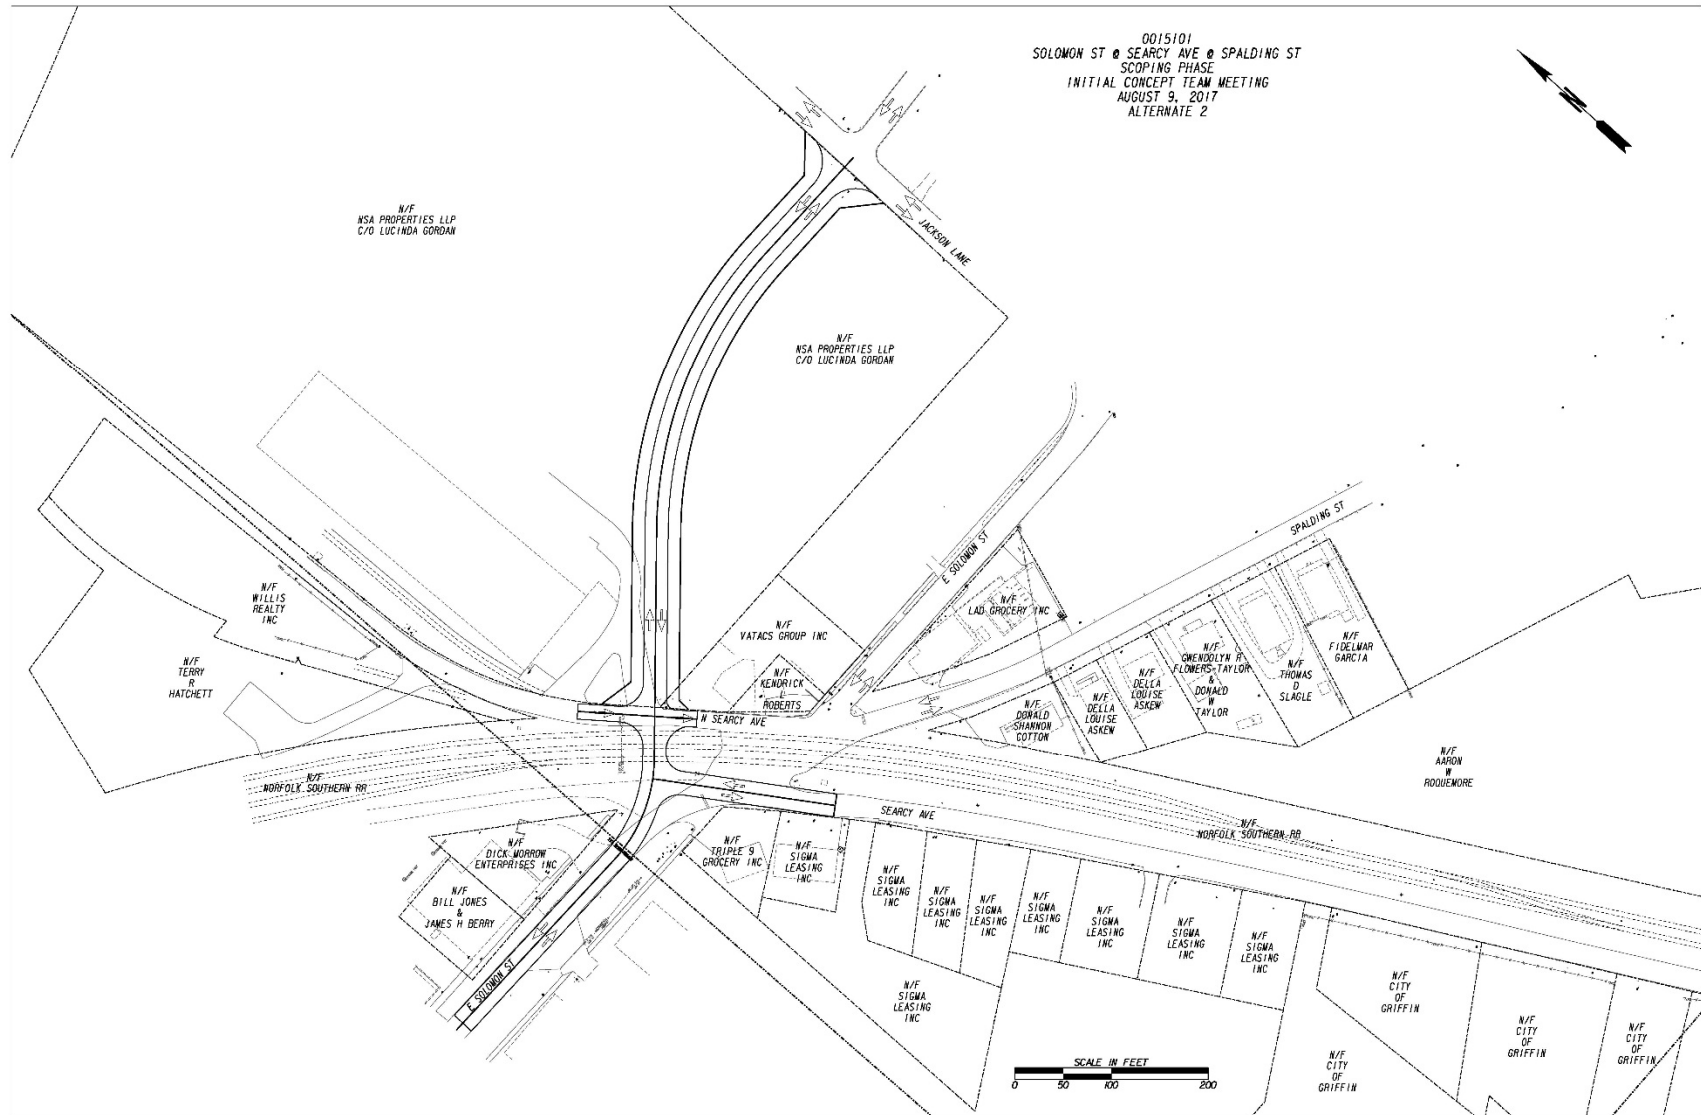 0015101
SOLOMON ST @ SEARCY AVE @ SPALDING ST
SCOPING PHASE
INITIAL CONCEPT TEAM MEETING
AUGUST 9, 2017
ALTERNATE 2
N
N/F
NSA PROPERTIES LLP
C/O LUCINDA GORDAN
JACKSON LANE
N/F
NSA PROPERTIES LLP
C/O LUCINDA GORDAN
SPALDING ST
E SOLOMON ST
N/F
LAD GROCERY INC
N/F
WILLIS
REALTY
INC
N/F
TERRY
R
HATCHETT
N/F
VATACS GROUP INC
N/F
KENDRICK
L
ROBERTS
N SEARCY AVE
N/F
DONALD
SHANNON
COTTON
N/F
DELLA
LOUISE
ASKEW
N/F
DELLA
LOUISE
ASKEW
N/F
GWENDOLYN R
FLOWERS-TAYLOR
&
DONALD
W
TAYLOR
N/F
THOMAS
D
SLAGLE
N/F
FIDELMAR
GARCIA
N/F
AARON
W
ROQUEMORE
N/F
NORFOLK SOUTHERN RR
SEARCY AVE
N/F
NORFOLK SOUTHERN RR
N/F
DICK MORROW
ENTERPRISES INC
N/F
BILL JONES
&
JAMES H BERRY
E SOLOMON ST
N/F
TRIPLE 9
GROCERY INC
N/F
SIGMA
LEASING
INC
N/F
SIGMA
LEASING
INC
N/F
SIGMA
LEASING
INC
N/F
SIGMA
LEASING
INC
N/F
SIGMA
LEASING
INC
N/F
SIGMA
LEASING
INC
N/F
SIGMA
LEASING
INC
N/F
SIGMA
LEASING
INC
N/F
SIGMA
LEASING
INC
N/F
CITY
OF
GRIFFIN
N/F
CITY
OF
GRIFFIN
N/F
CITY
OF
GRIFFIN
N/F
CITY
OF
GRIFFIN
SCALE IN FEET
0 50 100 200